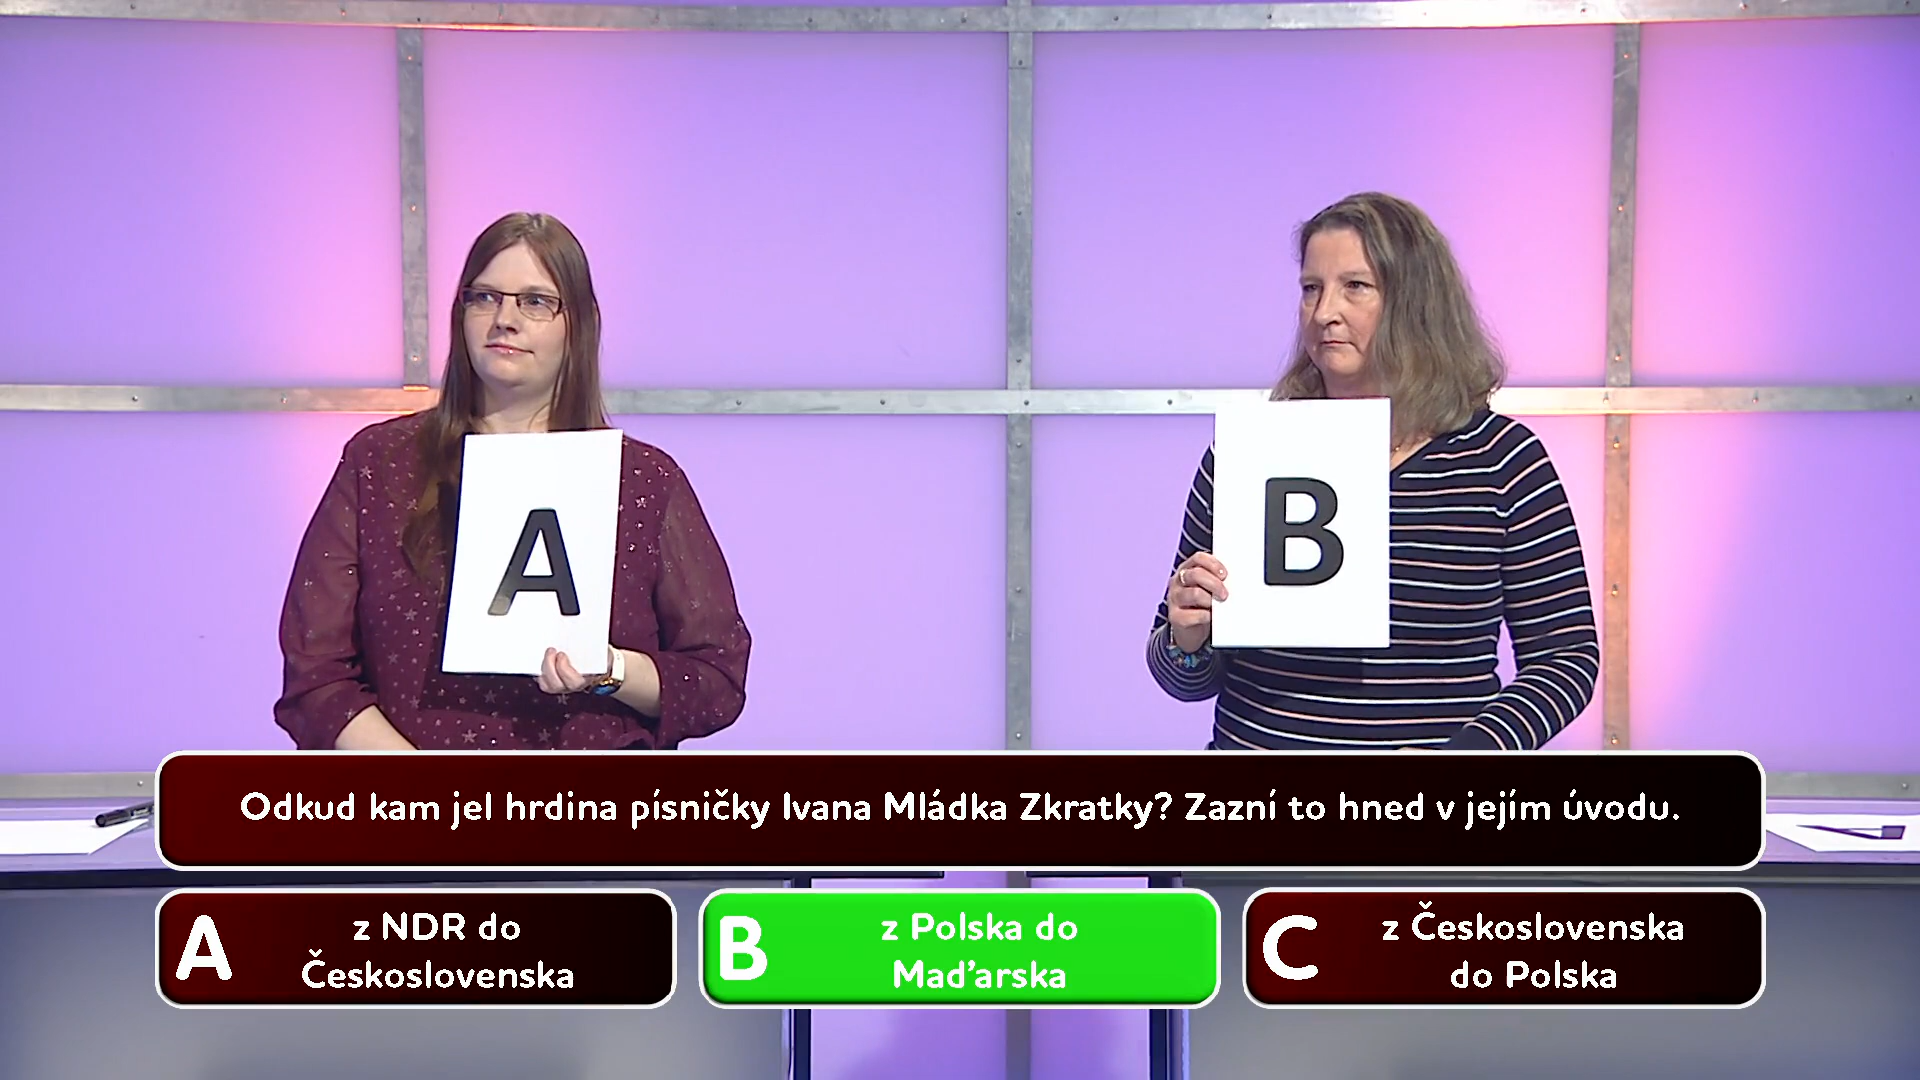 A
B
Odkud kam jel hrdina písničky Ivana Mládka Zkratky? Zazní to hned v jejím úvodu.
A
z NDR do
Československa
B
z Polska do
Maďarska
C
z Československa
do Polska